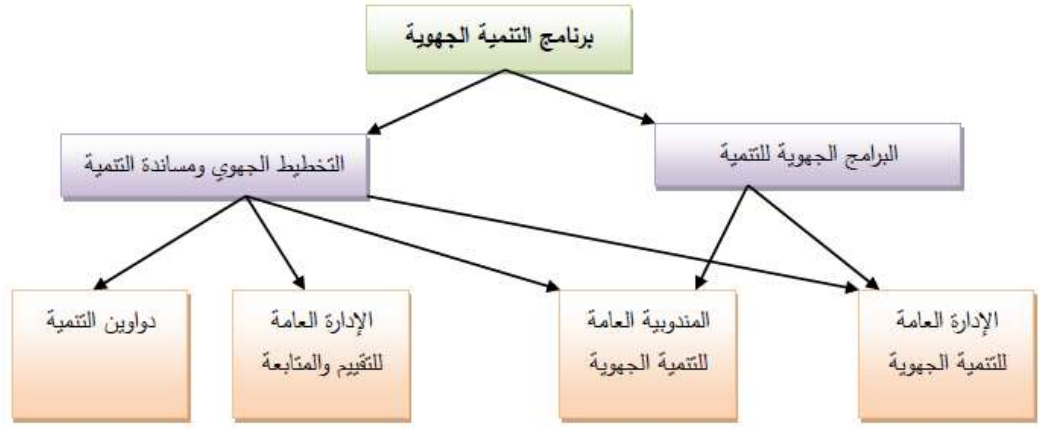 برنامج التنمية الجهوية
البرامج الجهوية للتنمية
التخطيط الجهوي ومساندة التنمية
الإدارة العامة
للتنمية الجهوية
المندوبية العامة
للتنمية الجهوية
الإدارة العامة
للتقييم والمتابعة
دواوين التنمية